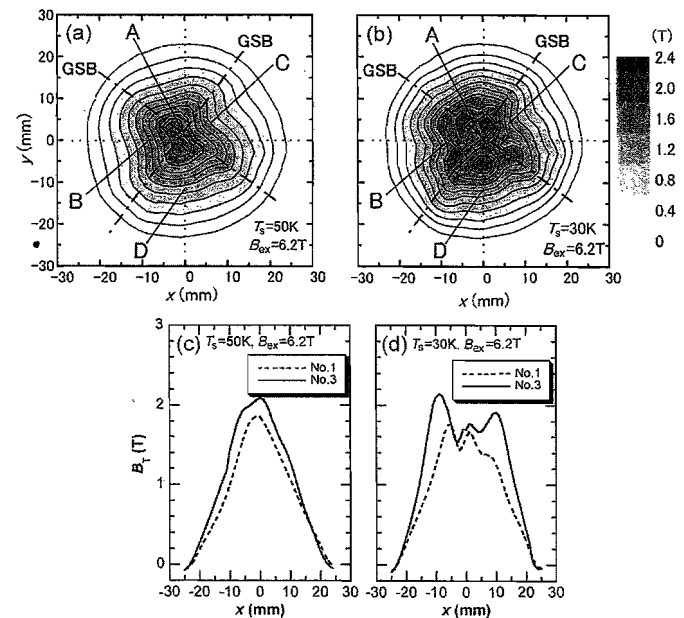 (a)
A
GSB
GSB
C
B
D
Ts=50K
Bex=6.2T
y (mm)
30
20
10
0
-10
-20
-30
-30 -20 -10 0 10 20 30
x (mm)
(b)
A
GSB
GSB
C
B
D
Ts=30K
Bex=6.2T
-30 -20 -10 0 10 20 30
x (mm)
(T)
2.4
2.0
1.6
1.2
0.8
0.4
0
(c) Ts=50K, Bex=6.2T
No.1
No.3
BT (T)
3
2
1
0
-30 -20 -10 0 10 20 30
x (mm)
(d) Ts=30K, Bex=6.2T
No.1
No.3
-30 -20 -10 0 10 20 30
x (mm)